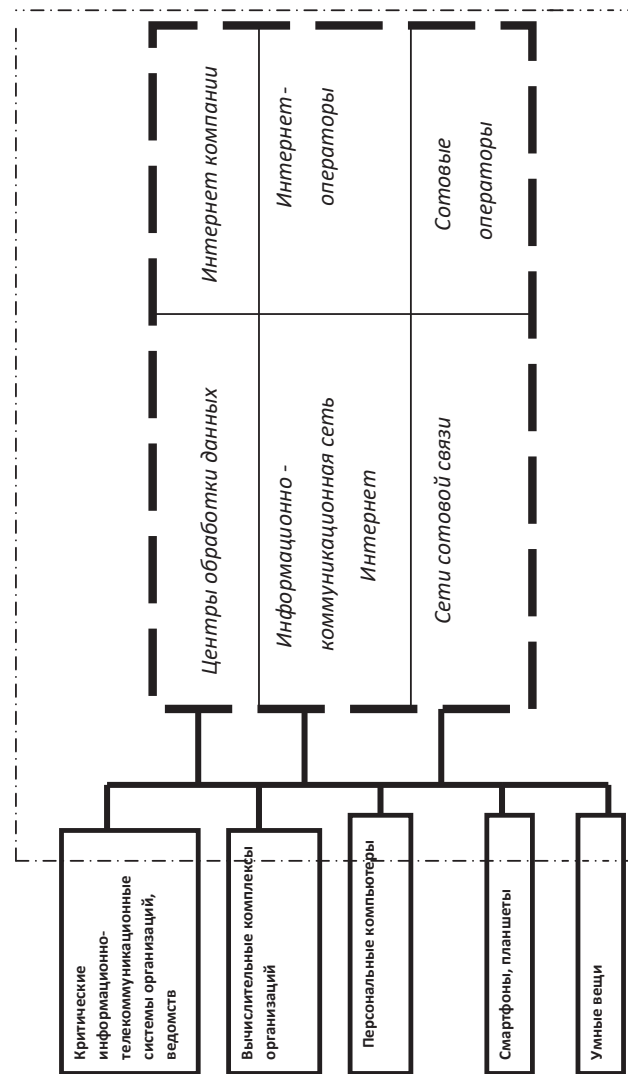 Критические
информационно-
телекоммуникационные
системы организаций,
ведомств
Вычислительные комплексы
организаций
Персональные компьютеры
Смартфоны, планшеты
Умные вещи
Центры обработки данных
Интернет компании
Информационно -
коммуникационная сеть
Интернет
Интернет-
операторы
Сети сотовой связи
Сотовые
операторы